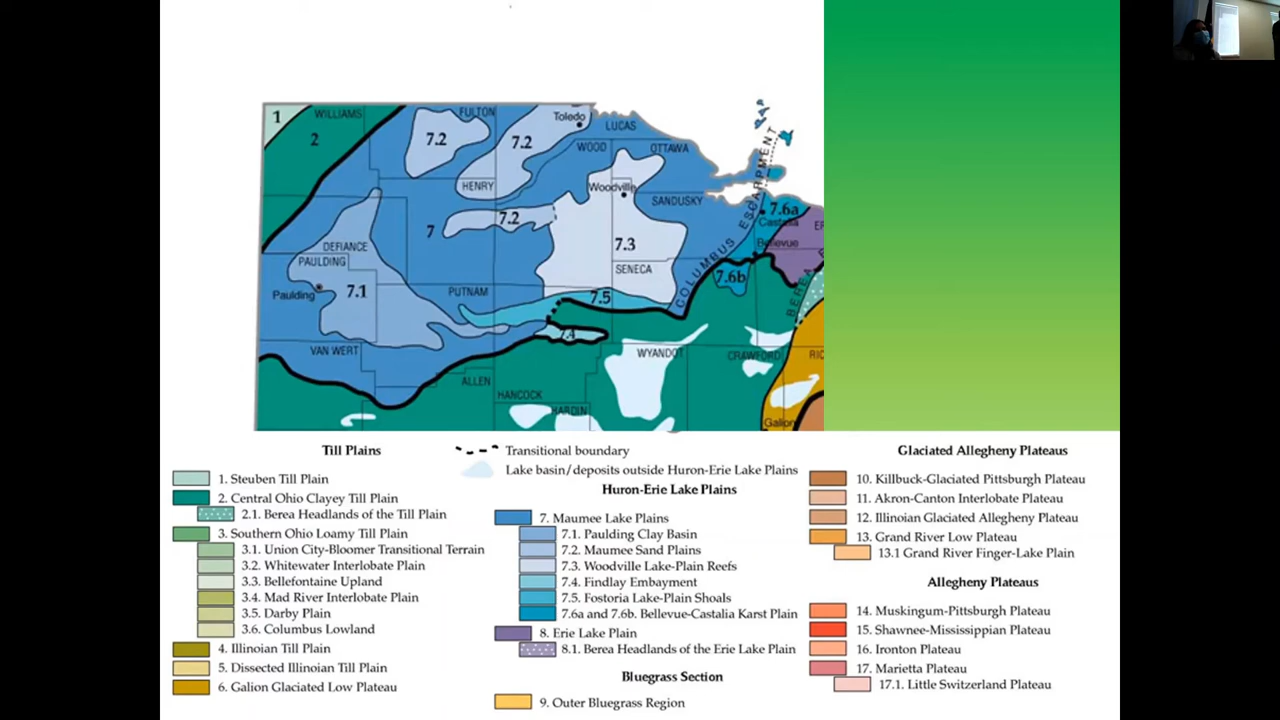 1
WILLIAMS
2
FULTON
7.2
7.2
Toledo
LUCAS
WOOD
OTTAWA
HENRY
Woodville
SANDUSKY
COLUMBUS ESCARPMENT
7.6a
Castalia
Bellevue
7.2
7
7.3
SENECA
7.6b
DEFIANCE
PAULDING
Paulding
7.1
PUTNAM
7.5
7.4
BEREA
VAN WERT
ALLEN
HANCOCK
HARDIN
WYANDOT
CRAWFORD
RIC
Galion
Till Plains
1. Steuben Till Plain
2. Central Ohio Clayey Till Plain
2.1. Berea Headlands of the Till Plain
3. Southern Ohio Loamy Till Plain
3.1. Union City-Bloomer Transitional Terrain
3.2. Whitewater Interlobate Plain
3.3. Bellefontaine Upland
3.4. Mad River Interlobate Plain
3.5. Darby Plain
3.6. Columbus Lowland
4. Illinoian Till Plain
5. Dissected Illinoian Till Plain
6. Galion Glaciated Low Plateau
Transitional boundary
Lake basin/deposits outside Huron-Erie Lake Plains
Huron-Erie Lake Plains
7. Maumee Lake Plains
7.1. Paulding Clay Basin
7.2. Maumee Sand Plains
7.3. Woodville Lake-Plain Reefs
7.4. Findlay Embayment
7.5. Fostoria Lake-Plain Shoals
7.6a and 7.6b. Bellevue-Castalia Karst Plain
8. Erie Lake Plain
8.1. Berea Headlands of the Erie Lake Plain
Bluegrass Section
9. Outer Bluegrass Region
Glaciated Allegheny Plateaus
10. Killbuck-Glaciated Pittsburgh Plateau
11. Akron-Canton Interlobate Plateau
12. Illinoian Glaciated Allegheny Plateau
13. Grand River Low Plateau
13.1 Grand River Finger-Lake Plain
Allegheny Plateaus
14. Muskingum-Pittsburgh Plateau
15. Shawnee-Mississippian Plateau
16. Ironton Plateau
17. Marietta Plateau
17.1. Little Switzerland Plateau